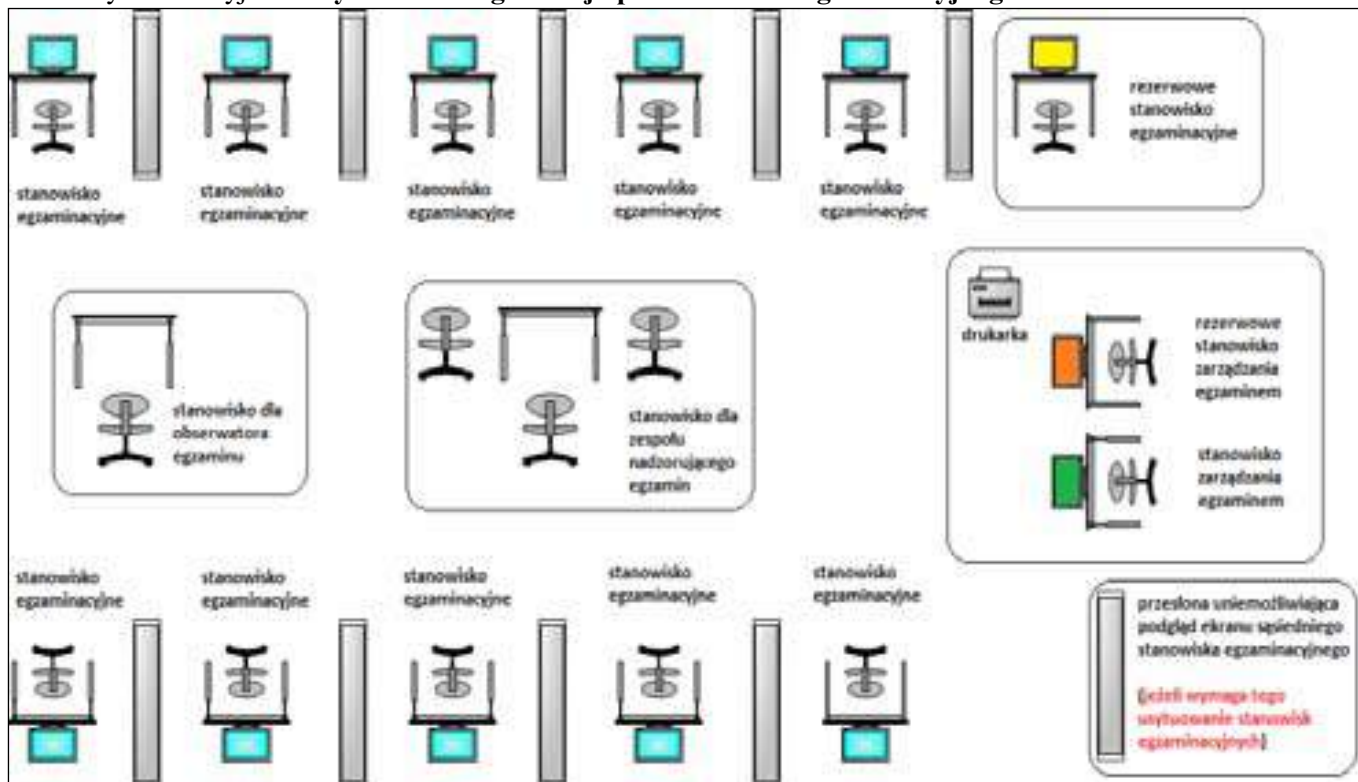 stanowisko
egzaminacyjne
stanowisko
egzaminacyjne
stanowisko
egzaminacyjne
stanowisko
egzaminacyjne
stanowisko
egzaminacyjne
rezerwowe
stanowisko
egzaminacyjne
stanowisko dla
obserwatora
egzaminu
stanowisko dla
zespołu
nadzorującego
egzamin
drukarka
rezerwowe
stanowisko
zarządzania
egzaminem
stanowisko
zarządzania
egzaminem
stanowisko
egzaminacyjne
stanowisko
egzaminacyjne
stanowisko
egzaminacyjne
stanowisko
egzaminacyjne
stanowisko
egzaminacyjne
przesłona uniemożliwiająca
podgląd ekranu sąsiedniego
stanowiska egzaminacyjnego
(jeżeli wymaga tego
usytuowanie stanowisk
egzaminacyjnych)